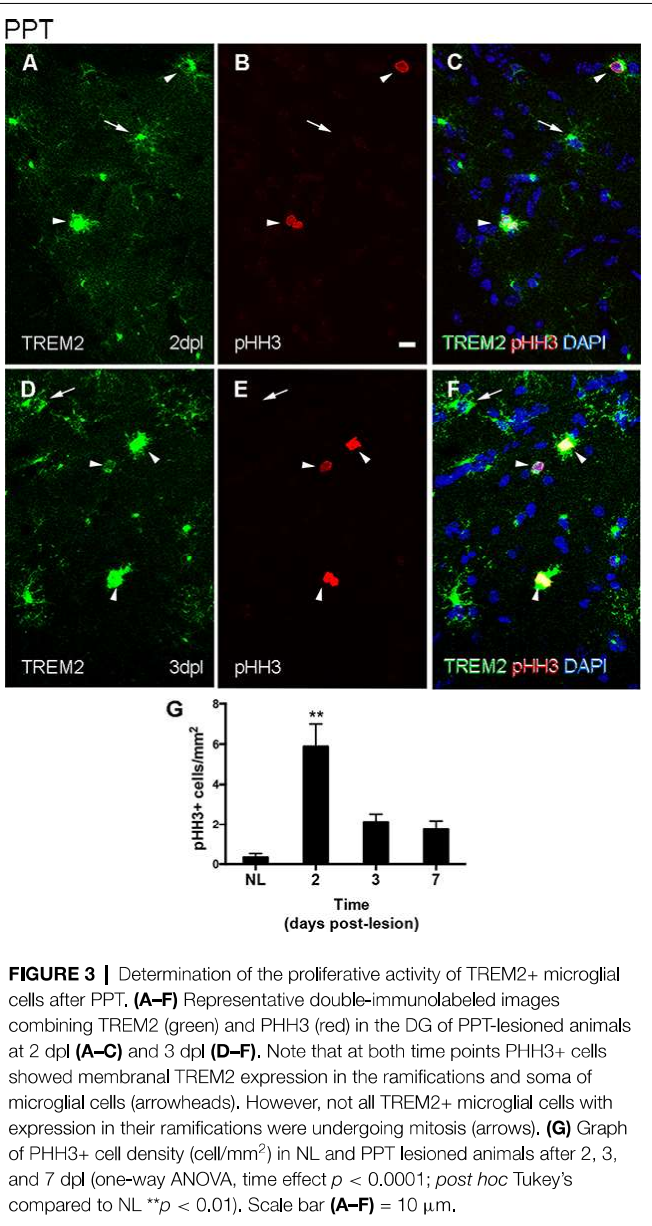 PPT
A
B
C
TREM2 2dpl
pHH3
TREM2 pHH3 DAPI
D
E
F
TREM2 3dpl
pHH3
TREM2 pHH3 DAPI
G
pHH3+ cells/mm²
8
6
4
2
0
**
NL 2 3 7
Time
(days post-lesion)
FIGURE 3 | Determination of the proliferative activity of TREM2+ microglial
cells after PPT. (A–F) Representative double-immunolabeled images
combining TREM2 (green) and PHH3 (red) in the DG of PPT-lesioned animals
at 2 dpl (A–C) and 3 dpl (D–F). Note that at both time points PHH3+ cells
showed membranal TREM2 expression in the ramifications and soma of
microglial cells (arrowheads). However, not all TREM2+ microglial cells with
expression in their ramifications were undergoing mitosis (arrows). (G) Graph
of PHH3+ cell density (cell/mm²) in NL and PPT lesioned animals after 2, 3,
and 7 dpl (one-way ANOVA, time effect p < 0.0001; post hoc Tukey's
compared to NL **p < 0.01). Scale bar (A–F) = 10 μm.